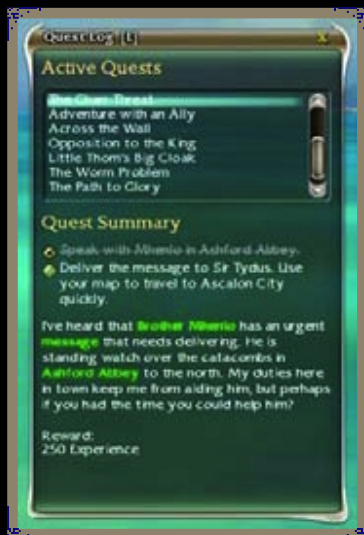 Quest Log [L]
Active Quests
The Charr Threat
Adventure with an Ally
Across the Wall
Opposition to the King
Little Thom's Big Cloak
The Worm Problem
The Path to Glory
Quest Summary
Speak with Mhenlo in Ashford Abbey.
Deliver the message to Sir Tydus. Use
your map to travel to Ascalon City
quickly.
I've heard that Brother Mhenlo has an urgent
message that needs delivering. He is
standing watch over the catacombs in
Ashford Abbey to the north. My duties here
in town keep me from aiding him, but perhaps
if you had the time you could help him?
Reward:
250 Experience